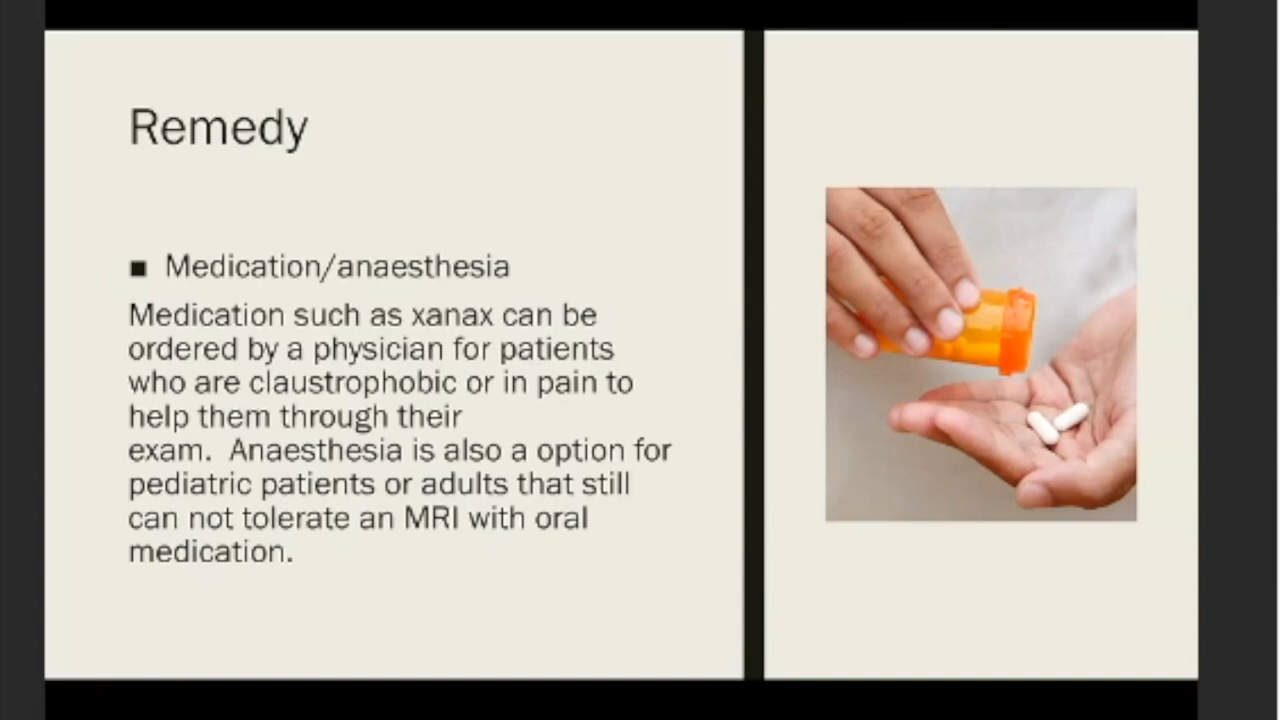 Remedy
■ Medication/anaesthesia
Medication such as xanax can be
ordered by a physician for patients
who are claustrophobic or in pain to
help them through their
exam.  Anaesthesia is also a option for
pediatric patients or adults that still
can not tolerate an MRI with oral
medication.